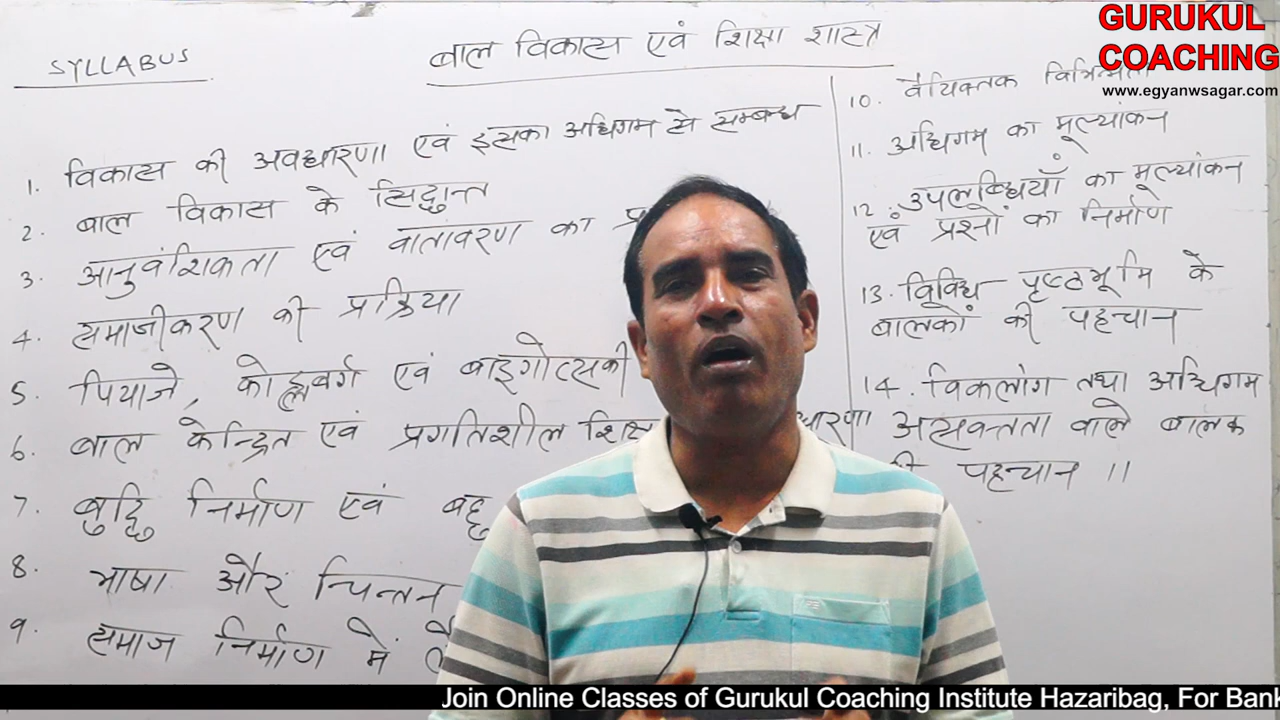 GURUKUL
COACHING
www.egyanwsagar.com
SYLLABUS
बाल विकास एवं शिक्षा शास्त्र
1. विकास की अवधारणा एवं इसका अधिगम से सम्बन्ध
2. बाल विकास के सिद्धान्त
3. आनुवंशिकता एवं वातावरण का
4. समाजीकरण की प्रक्रिया
5. पियाजे, कोह्लबर्ग एवं बाइगोत्सकी
6. बाल केन्द्रित एवं प्रगतिशील
7. बुद्धि निर्माण एवं
8. भाषा और चिन्तन
9. समाज निर्माण में
10. वैयक्तिक
11. अधिगम का मूल्यांकन
12. उपलब्धियाँ का मूल्यांकन
एवं प्रश्नों का निर्माण
13. विविध पृष्ठभूमि के
बालकों की पहचान
14. विकलांग तथा अधिगम
असक्तता वाले बालक
पहचान ॥
Join Online Classes of Gurukul Coaching Institute Hazaribag, For Bank